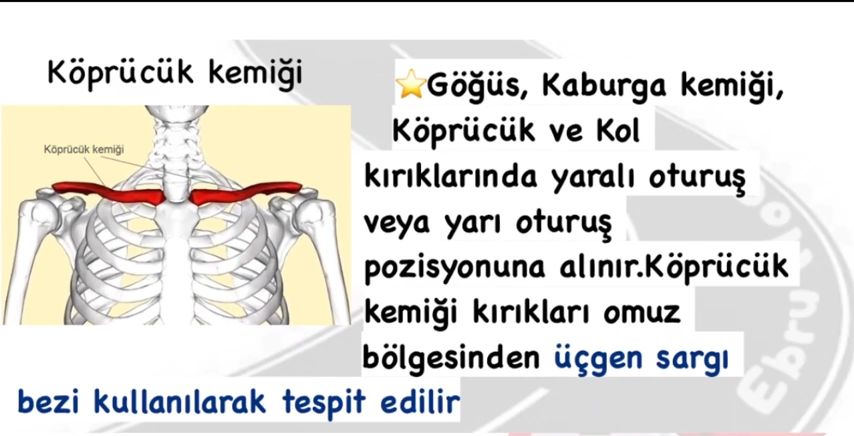 Köprücük kemiği
Köprücük kemiği
⭐Göğüs, Kaburga kemiği,
Köprücük ve Kol
kırıklarında yaralı oturuş
veya yarı oturuş
pozisyonuna alınır.Köprücük
kemiği kırıkları omuz
bölgesinden üçgen sargı
bezi kullanılarak tespit edilir
Ebru